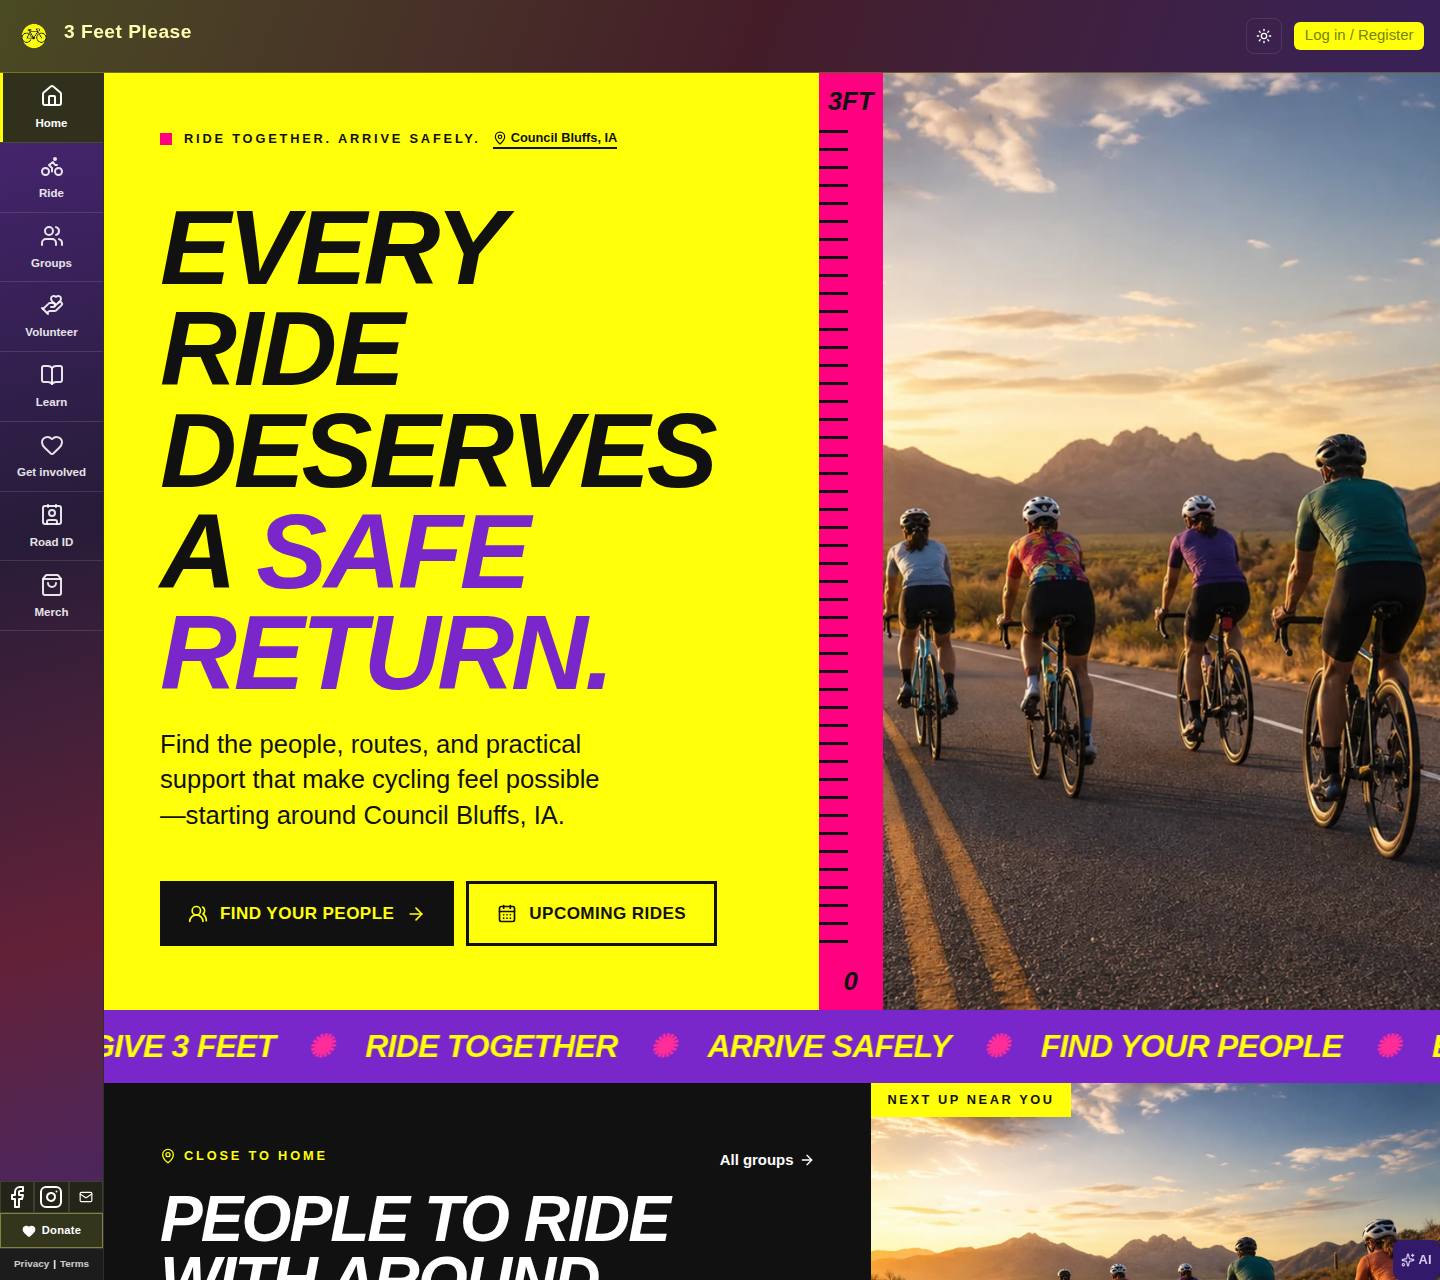 3 Feet Please
Log in / Register
Home
Ride
Groups
Volunteer
Learn
Get involved
Road ID
Merch
Donate
Privacy | Terms
RIDE TOGETHER. ARRIVE SAFELY. Council Bluffs, IA
EVERY
RIDE
DESERVES
A SAFE
RETURN.
Find the people, routes, and practical
support that make cycling feel possible
—starting around Council Bluffs, IA.
FIND YOUR PEOPLE
UPCOMING RIDES
3FT
0
GIVE 3 FEET RIDE TOGETHER ARRIVE SAFELY FIND YOUR PEOPLE
CLOSE TO HOME
All groups
PEOPLE TO RIDE
WITH AROUND
NEXT UP NEAR YOU
AI